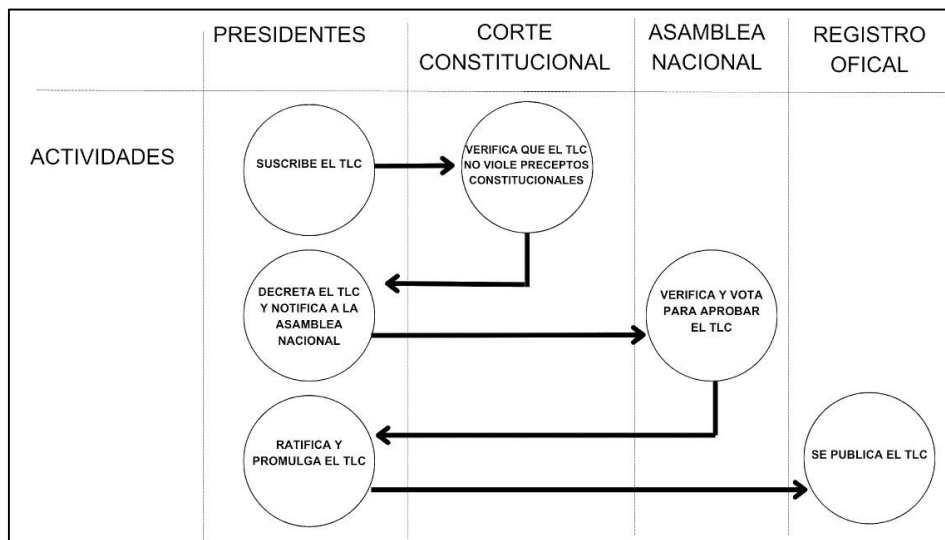 PRESIDENTES
CORTE
CONSTITUCIONAL
ASAMBLEA
NACIONAL
REGISTRO
OFICAL
ACTIVIDADES
SUSCRIBE EL TLC
VERIFICA QUE EL TLC
NO VIOLE PRECEPTOS
CONSTITUCIONALES
DECRETA EL TLC
Y NOTIFICA A LA
ASAMBLEA
NACIONAL
VERIFICA Y VOTA
PARA APROBAR
EL TLC
RATIFICA Y
PROMULGA EL TLC
SE PUBLICA EL TLC